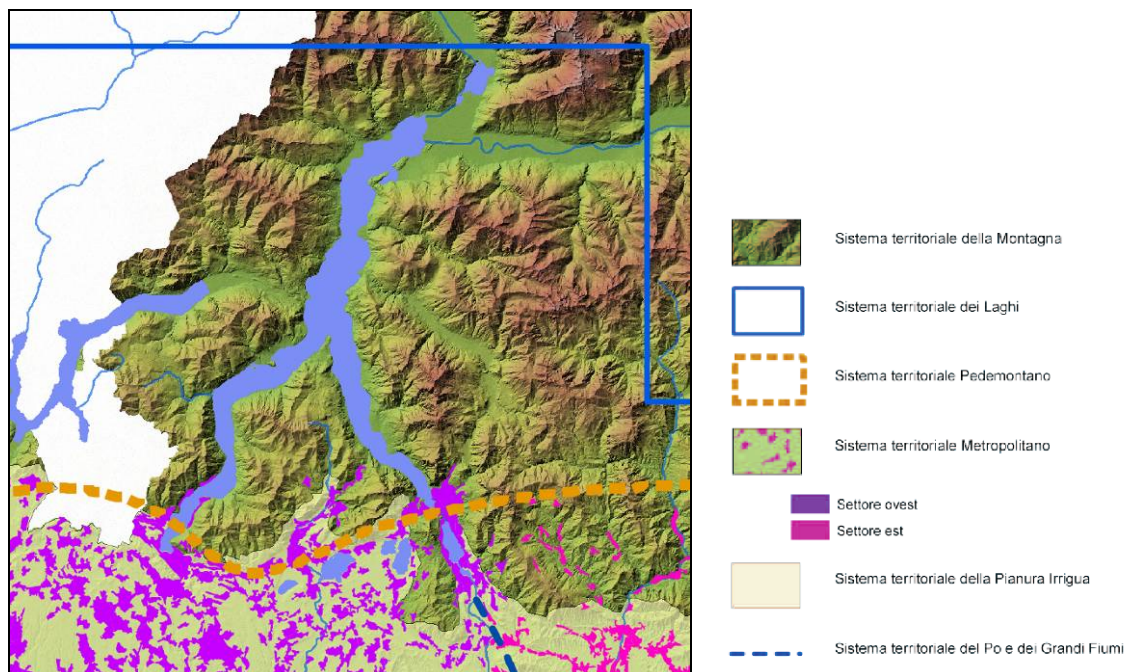 Sistema territoriale della Montagna
Sistema territoriale dei Laghi
Sistema territoriale Pedemontano
Sistema territoriale Metropolitano
Settore ovest
Settore est
Sistema territoriale della Pianura Irrigua
Sistema territoriale del Po e dei Grandi Fiumi